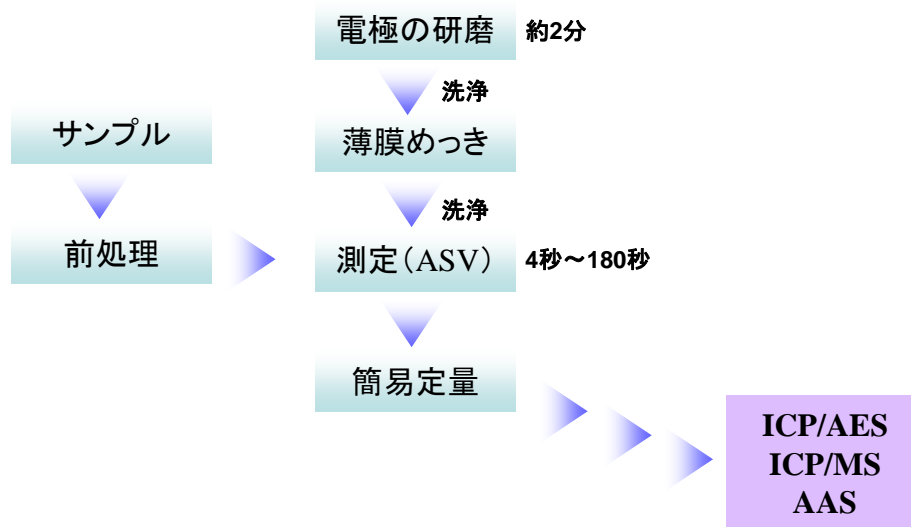 電極の研磨 約2分
洗浄
サンプル
薄膜めっき
洗浄
前処理
測定（ASV） 4秒～180秒
簡易定量
ICP/AES
ICP/MS
AAS